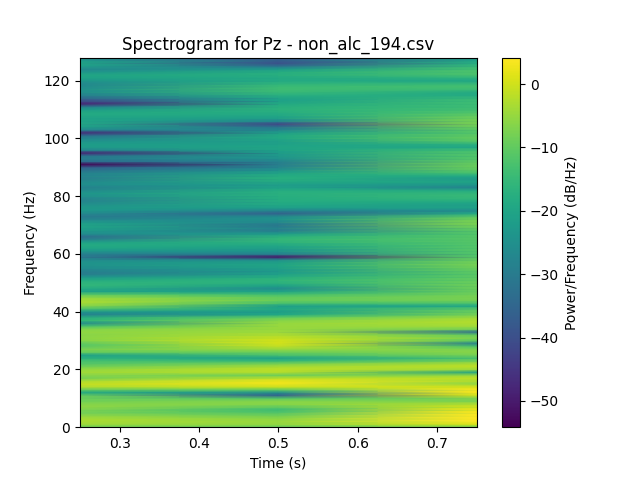 Spectrogram for Pz - non_alc_194.csv
120
100
80
60
40
20
0
Frequency (Hz)
0.3 0.4 0.5 0.6 0.7
Time (s)
0
−10
−20
−30
−40
−50
Power/Frequency (dB/Hz)